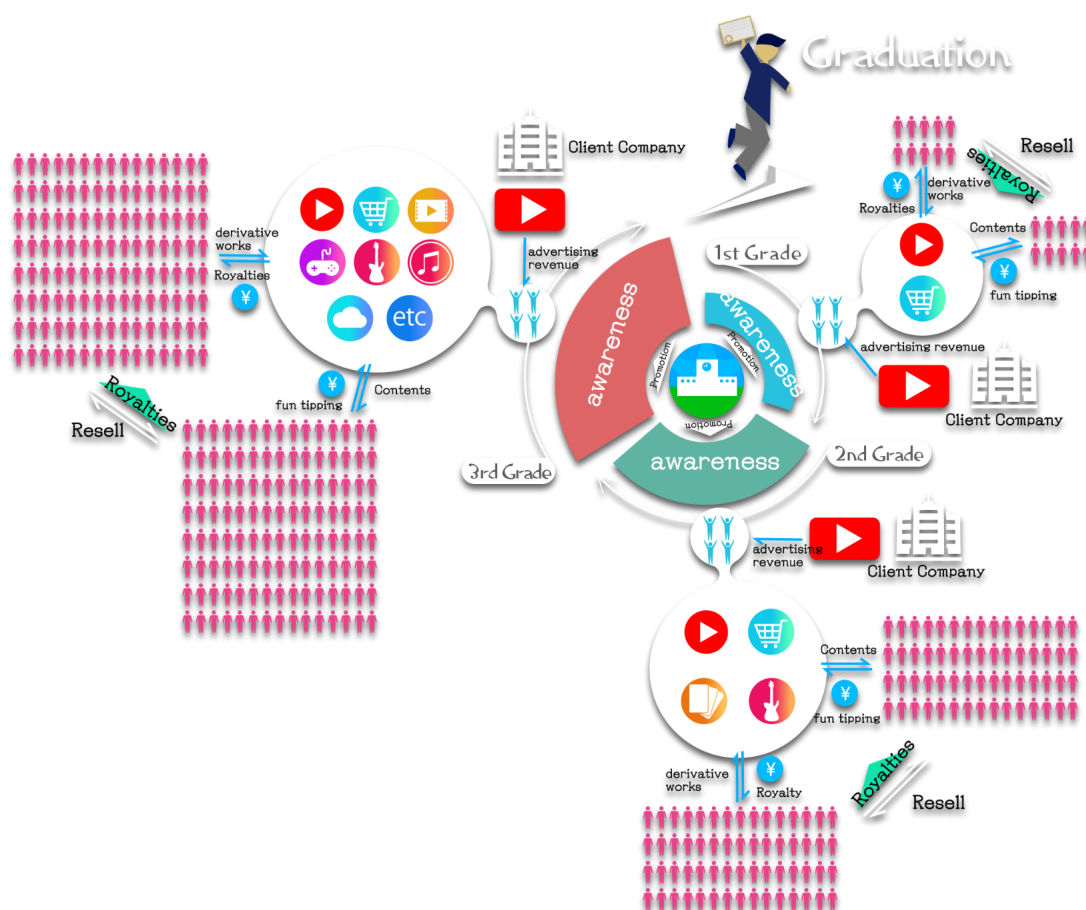 Graduation
Client Company
Resell
Royalties
derivative
works
Royalties
¥
Contents
¥
fun tipping
derivative
works
Royalties
¥
etc
advertising
revenue
1st Grade
awareness
awareness
Promotion
Promotion
Promotion
awareness
advertising revenue
Client Company
¥
fun tipping
Contents
Royalties
Resell
3rd Grade
2nd Grade
advertising
revenue
Client Company
Contents
¥
fun tipping
derivative
works
¥
Royalty
Royalties
Resell